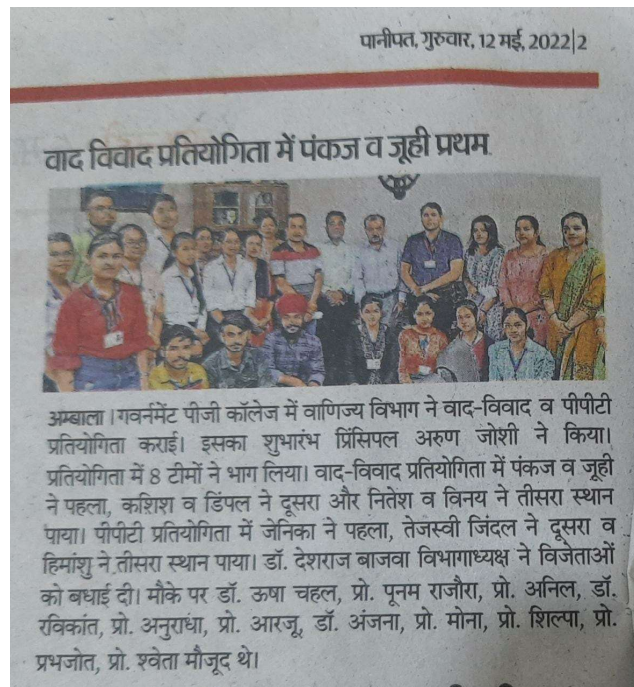 पानीपत, गुरुवार, 12 मई, 2022|2
वाद विवाद प्रतियोगिता में पंकज व जूही प्रथम
अम्बाला। गवर्नमेंट पीजी कॉलेज में वाणिज्य विभाग ने वाद-विवाद व पीपीटी
प्रतियोगिता कराई। इसका शुभारंभ प्रिंसिपल अरुण जोशी ने किया।
प्रतियोगिता में 8 टीमों ने भाग लिया। वाद-विवाद प्रतियोगिता में पंकज व जूही
ने पहला, कशिश व डिंपल ने दूसरा और नितेश व विनय ने तीसरा स्थान
पाया। पीपीटी प्रतियोगिता में जेनिका ने पहला, तेजस्वी जिंदल ने दूसरा व
हिमांशु ने तीसरा स्थान पाया। डॉ. देशराज बाजवा विभागाध्यक्ष ने विजेताओं
को बधाई दी। मौके पर डॉ. ऊषा चहल, प्रो. पूनम राजौरा, प्रो. अनिल, डॉ.
रविकांत, प्रो. अनुराधा, प्रो. आरजू, डॉ. अंजना, प्रो. मोना, प्रो. शिल्पा, प्रो.
प्रभजोत, प्रो. श्वेता मौजूद थे।